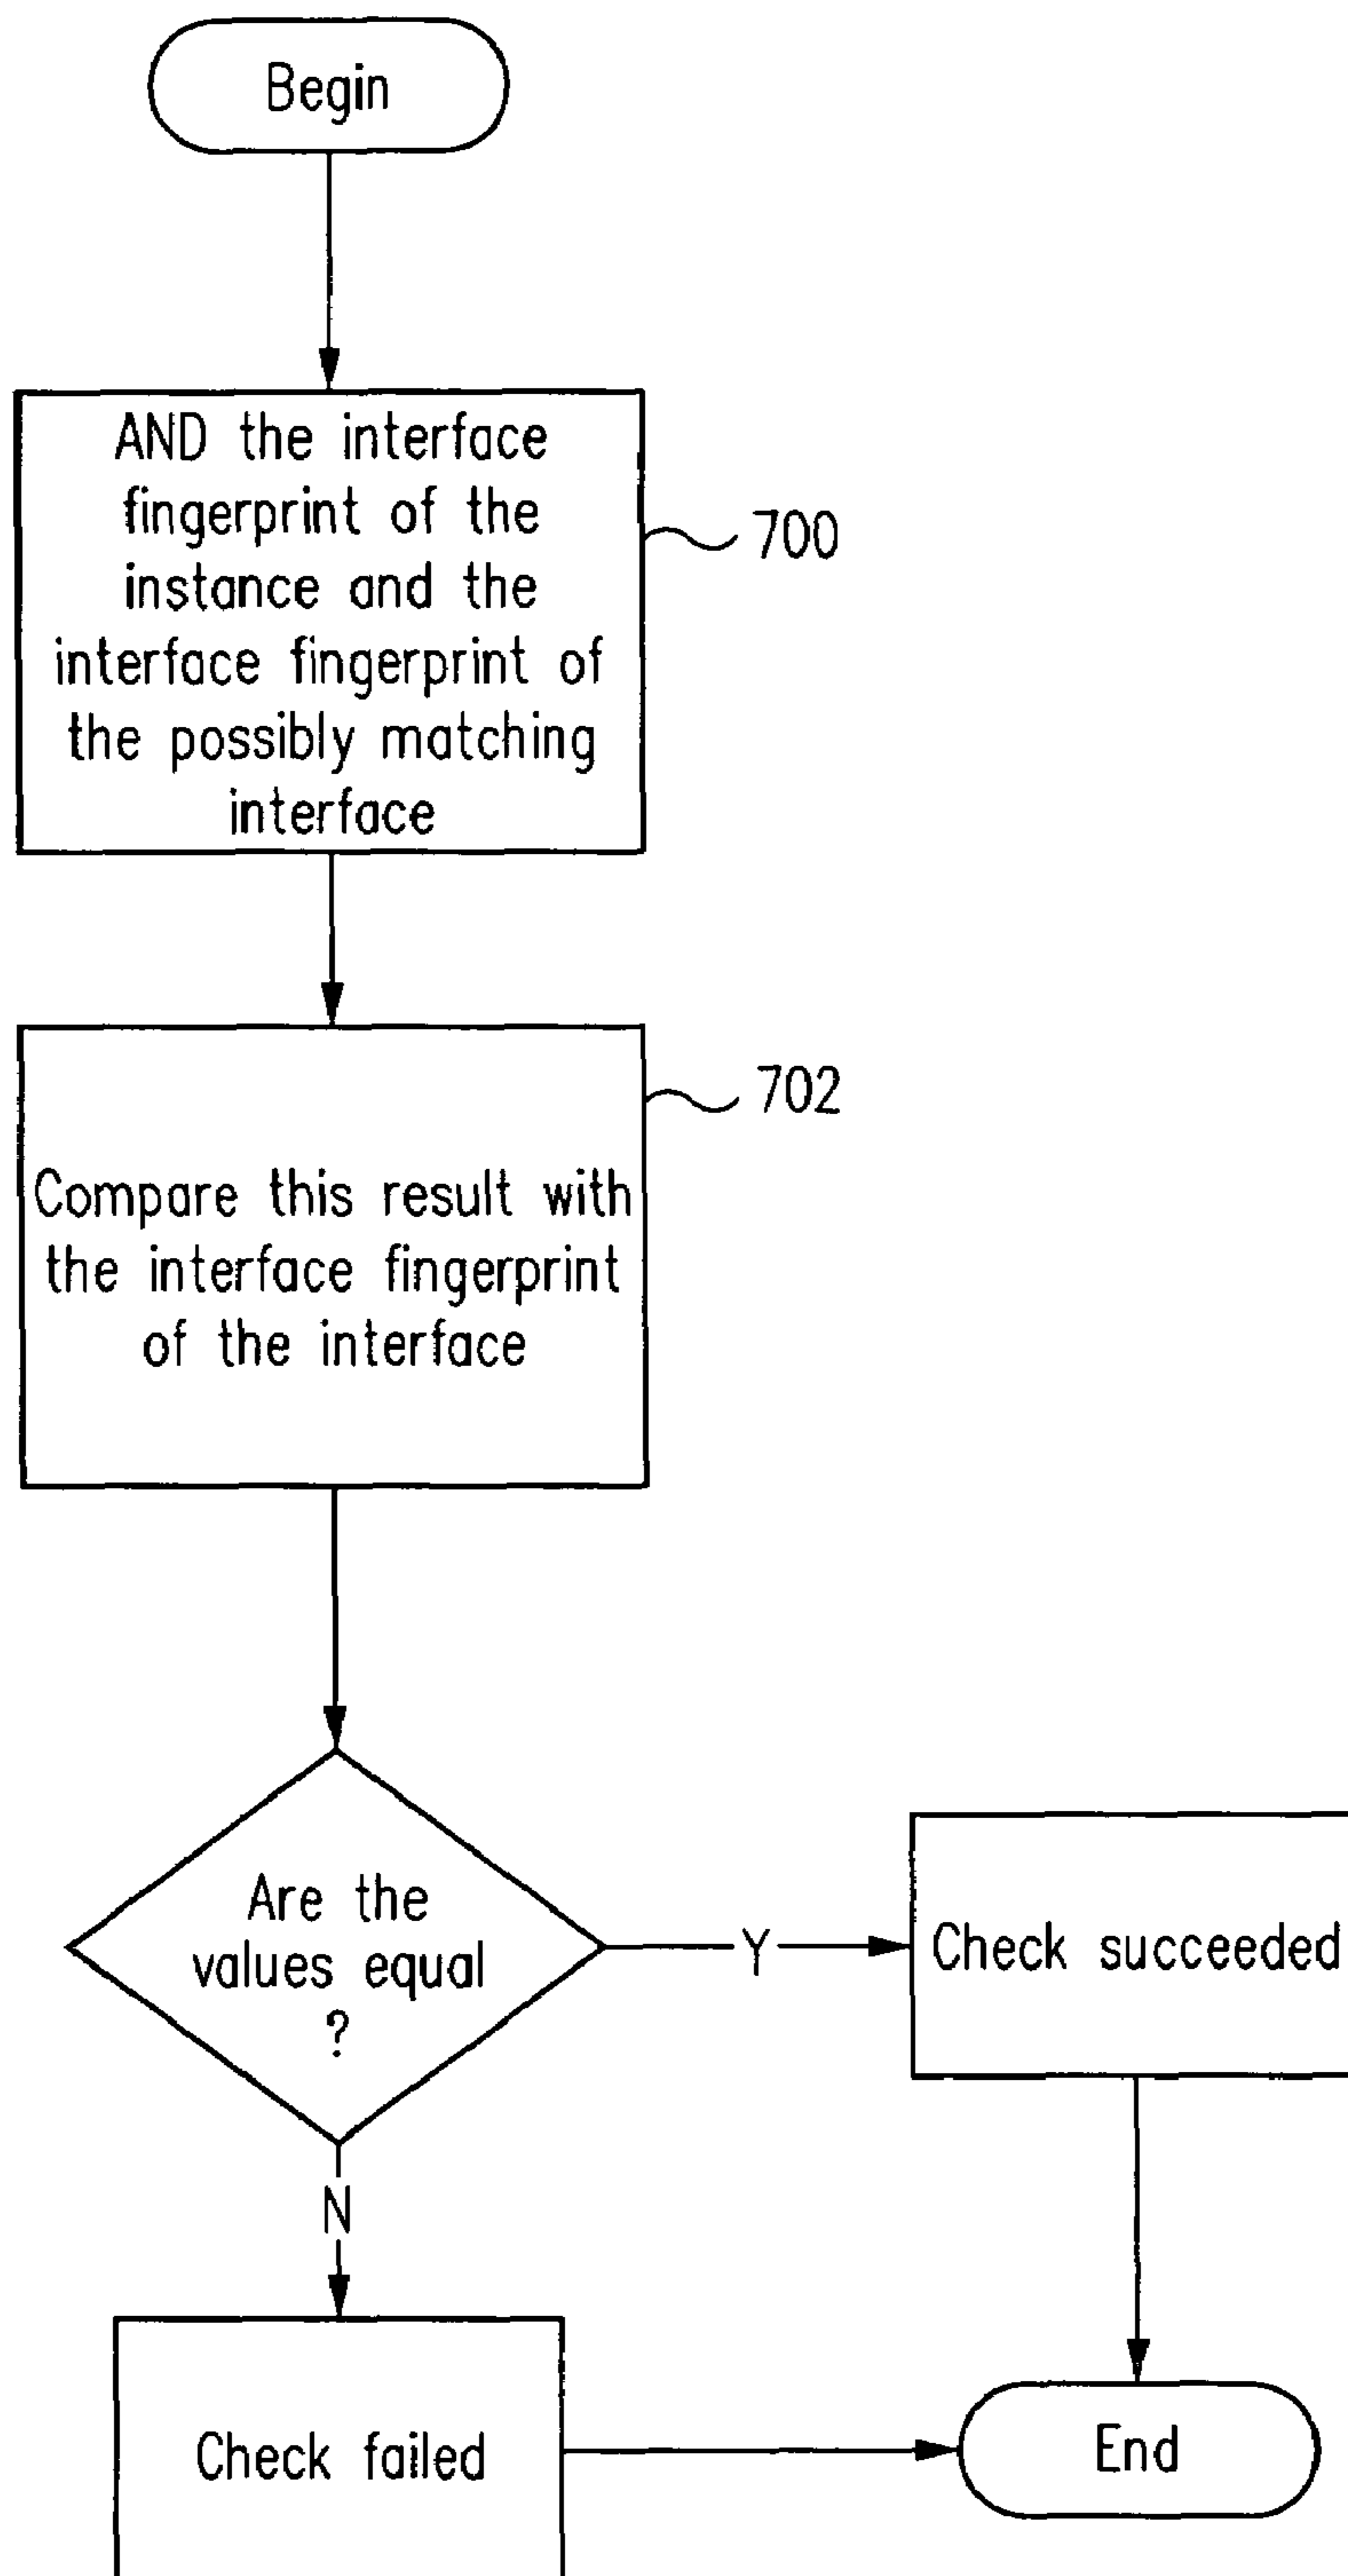 Begin
AND the interface
fingerprint of the
instance and the
interface fingerprint of
the possibly matching
interface
700
Compare this result with
the interface fingerprint
of the interface
702
Are the
values equal
?
Y
Check succeeded
N
Check failed
End